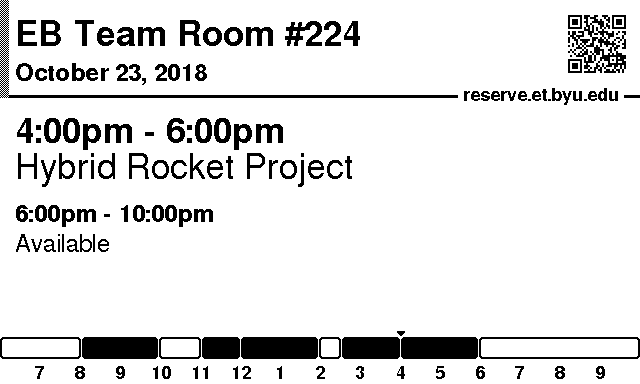 EB Team Room #224
October 23, 2018
reserve.et.byu.edu
4:00pm - 6:00pm
Hybrid Rocket Project
6:00pm - 10:00pm
Available
7 8 9 10 11 12 1 2 3 4 5 6 7 8 9